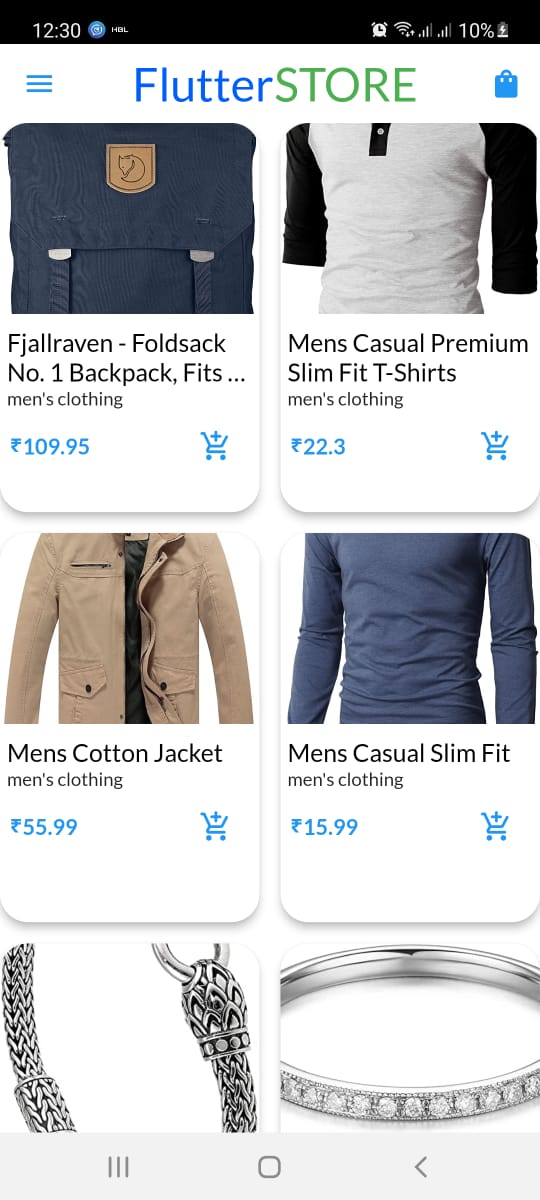 12:30 HBL 10%
FlutterSTORE
Fjallraven - Foldsack
No. 1 Backpack, Fits ...
men's clothing
₹109.95
Mens Casual Premium
Slim Fit T-Shirts
men's clothing
₹22.3
Mens Cotton Jacket
men's clothing
₹55.99
Mens Casual Slim Fit
men's clothing
₹15.99